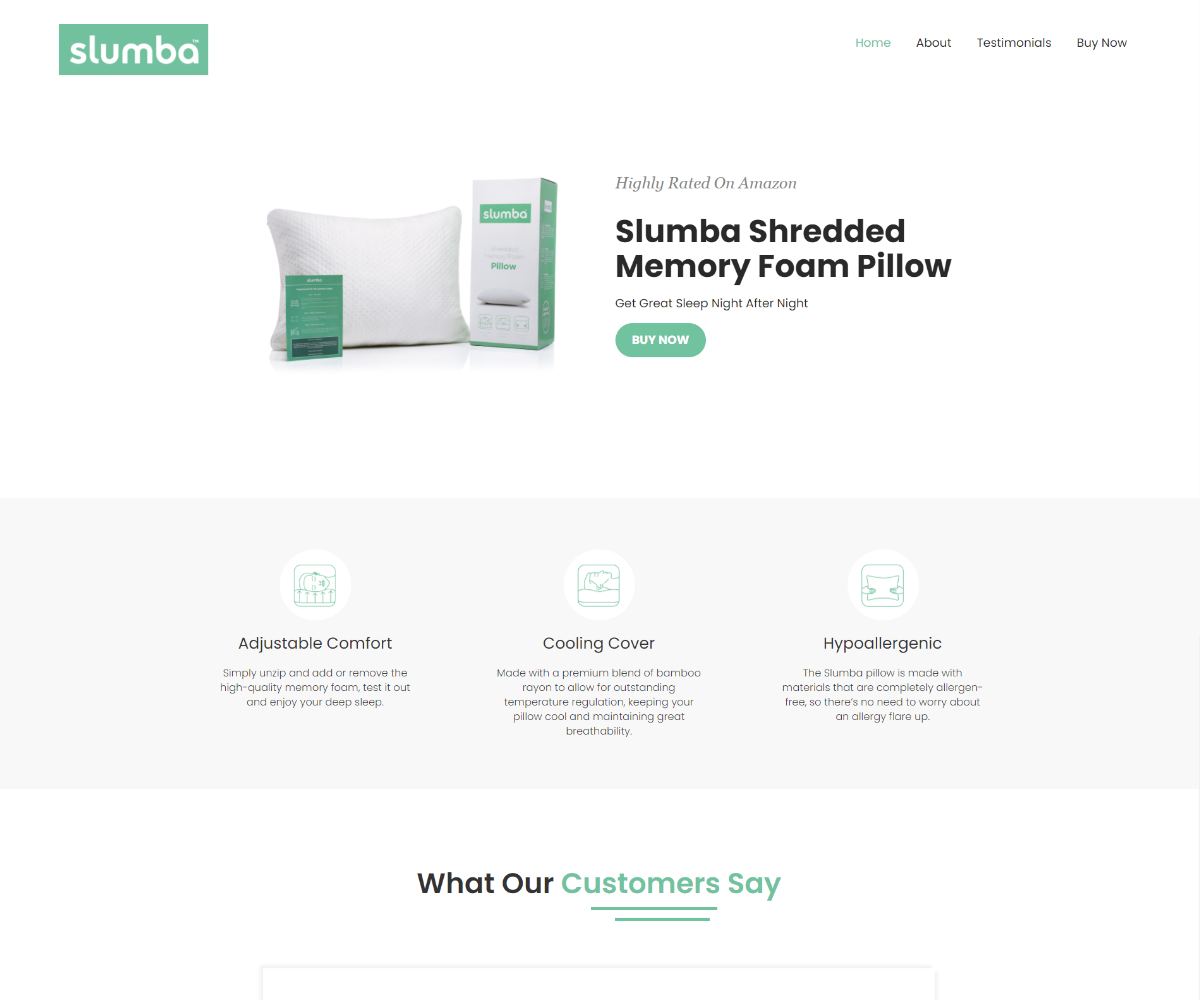 slumba™
Home About Testimonials Buy Now
Highly Rated On Amazon
Slumba Shredded
Memory Foam Pillow
Get Great Sleep Night After Night
BUY NOW
slumba
Pillow
slumba
Adjustable Comfort
Simply unzip and add or remove the
high-quality memory foam, test it out
and enjoy your deep sleep.
Cooling Cover
Made with a premium blend of bamboo
rayon to allow for outstanding
temperature regulation, keeping your
pillow cool and maintaining great
breathability.
Hypoallergenic
The Slumba pillow is made with
materials that are completely allergen-
free, so there's no need to worry about
an allergy flare up.
What Our Customers Say